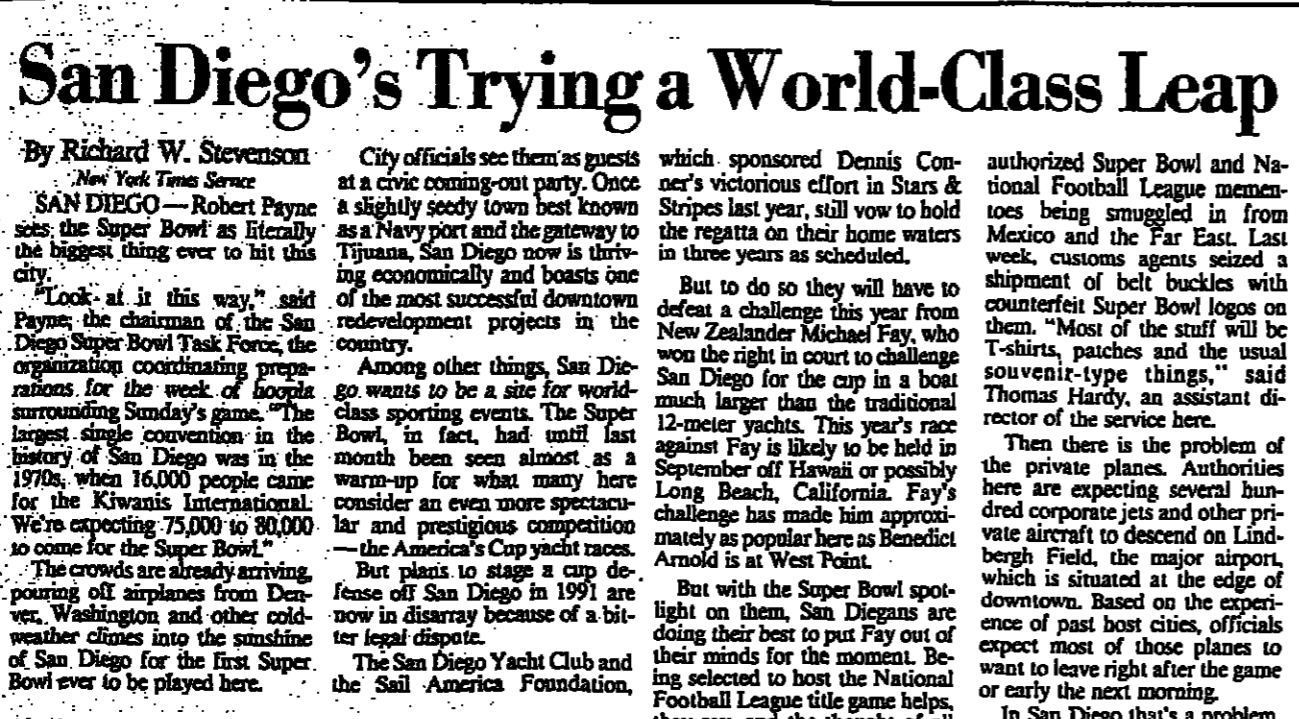 San Diego's Trying a World-Class Leap
By Richard W. Stevenson
New York Times Service
SAN DIEGO — Robert Payne
sees the Super Bowl as literally
the biggest thing ever to hit this
city.
"Look at it this way," said
Payne, the chairman of the San
Diego Super Bowl Task Force, the
organization coordinating prepa-
rations for the week of hoopla
surrounding Sunday's game. "The
largest single convention in the
history of San Diego was in the
1970s, when 16,000 people came
for the Kiwanis International.
We're expecting 75,000 to 80,000
to come for the Super Bowl."
The crowds are already arriving,
pouring off airplanes from Den-
ver, Washington and other cold-
weather climes into the sunshine
of San Diego for the first Super
Bowl ever to be played here.
City officials see them as guests
at a civic coming-out party. Once
a slightly seedy town best known
as a Navy port and the gateway to
Tijuana, San Diego now is thriv-
ing economically and boasts one
of the most successful downtown
redevelopment projects in the
country.
Among other things, San Die-
go wants to be a site for world-
class sporting events. The Super
Bowl, in fact, had until last
month been seen almost as a
warm-up for what many here
consider an even more spectacu-
lar and prestigious competition
— the America's Cup yacht races.
But plans to stage a cup de-
fense off San Diego in 1991 are
now in disarray because of a bit-
ter legal dispute.
The San Diego Yacht Club and
the Sail America Foundation,
which sponsored Dennis Con-
ner's victorious effort in Stars &
Stripes last year, still vow to hold
the regatta on their home waters
in three years as scheduled.
But to do so they will have to
defeat a challenge this year from
New Zealander Michael Fay, who
won the right in court to challenge
San Diego for the cup in a boat
much larger than the traditional
12-meter yachts. This year's race
against Fay is likely to be held in
September off Hawaii or possibly
Long Beach, California. Fay's
challenge has made him approxi-
mately as popular here as Benedict
Arnold is at West Point.
But with the Super Bowl spot-
light on them, San Diegans are
doing their best to put Fay out of
their minds for the moment. Be-
ing selected to host the National
Football League title game helps,
they say, and the thought of all
authorized Super Bowl and Na-
tional Football League memen-
toes being smuggled in from
Mexico and the Far East. Last
week, customs agents seized a
shipment of belt buckles with
counterfeit Super Bowl logos on
them. "Most of the stuff will be
T-shirts, patches and the usual
souvenir-type things," said
Thomas Hardy, an assistant di-
rector of the service here.
Then there is the problem of
the private planes. Authorities
here are expecting several hun-
dred corporate jets and other pri-
vate aircraft to descend on Lind-
bergh Field, the major airport,
which is situated at the edge of
downtown. Based on the experi-
ence of past host cities, officials
expect most of those planes to
want to leave right after the game
or early the next morning.
In San Diego that's a problem